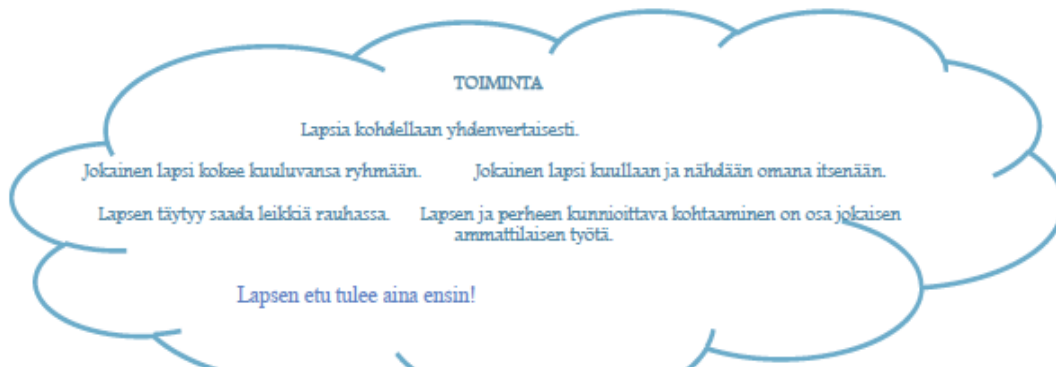 TOIMINTA
Lapsia kohdellaan yhdenvertaisesti.
Jokainen lapsi kokee kuuluvansa ryhmään. Jokainen lapsi kuullaan ja nähdään omana itsenään.
Lapsen täytyy saada leikkiä rauhassa. Lapsen ja perheen kunnioittava kohtaaminen on osa jokaisen
ammattilaisen työtä.
Lapsen etu tulee aina ensin!